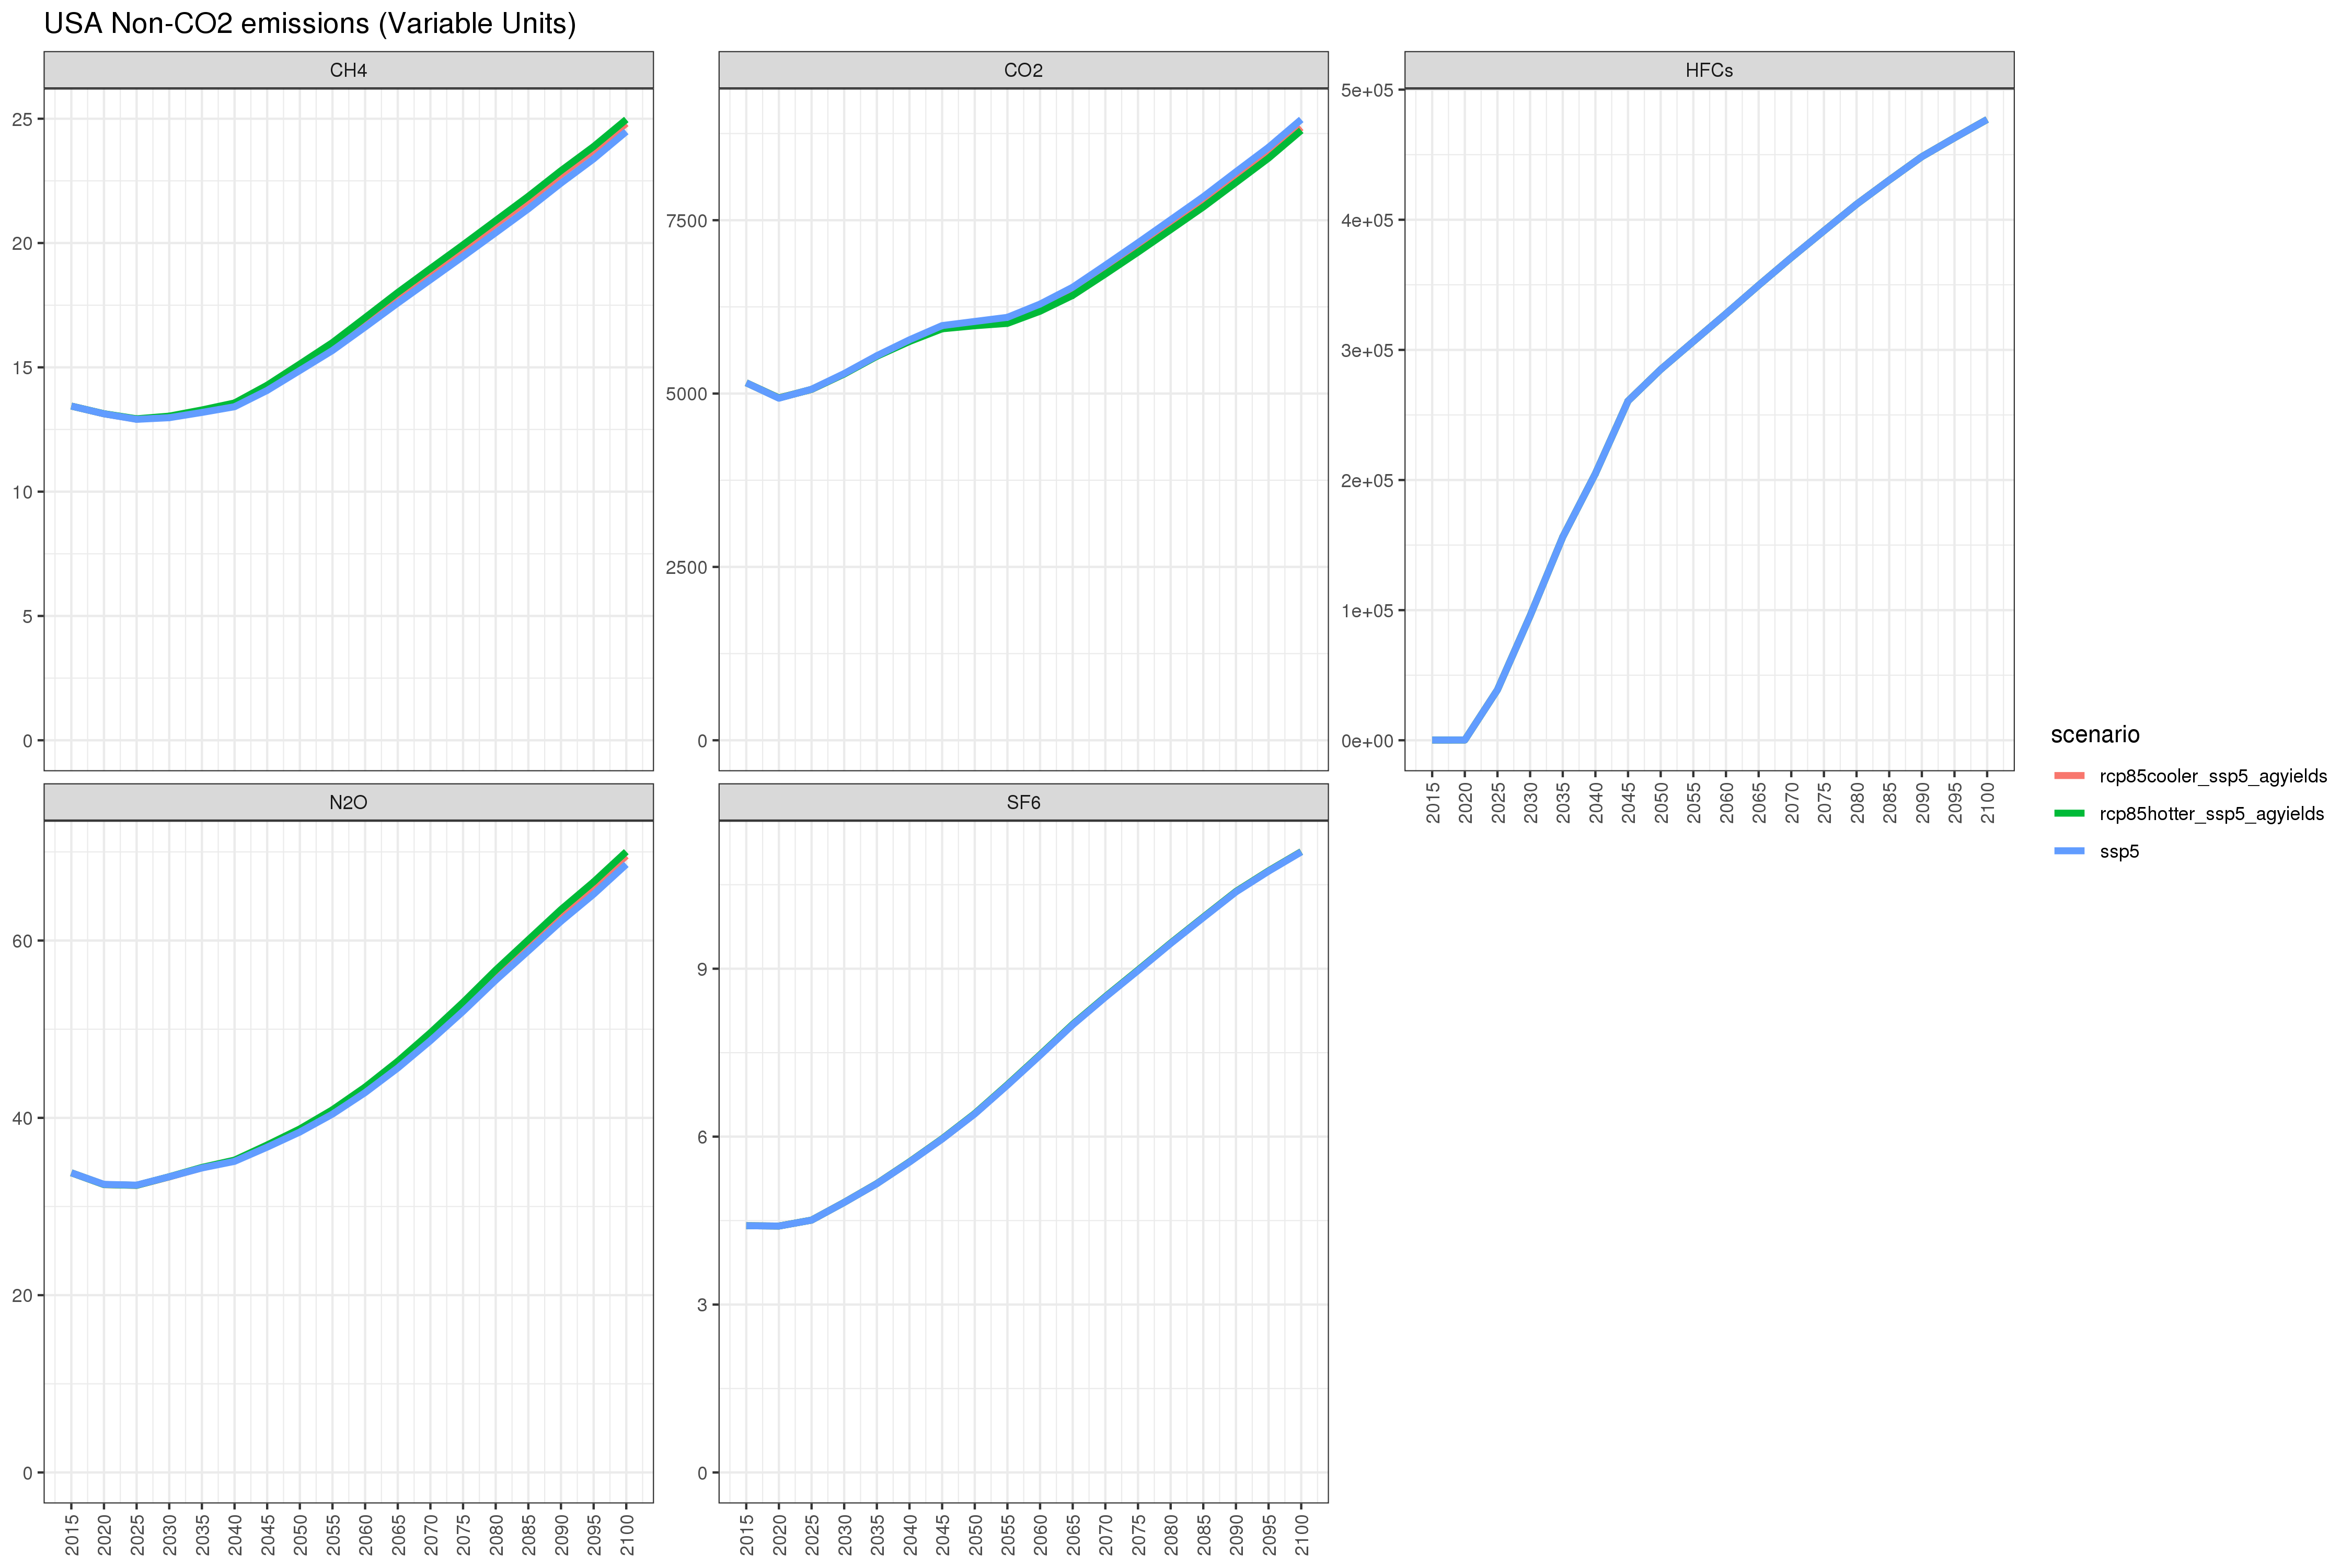 USA Non-CO2 emissions (Variable Units)
CH4
25
20
15
10
5
0
CO2
7500
5000
2500
0
HFCs
5e+05
4e+05
3e+05
2e+05
1e+05
0e+00
2015 2020 2025 2030 2035 2040 2045 2050 2055 2060 2065 2070 2075 2080 2085 2090 2095 2100
N2O
60
40
20
0
2015 2020 2025 2030 2035 2040 2045 2050 2055 2060 2065 2070 2075 2080 2085 2090 2095 2100
SF6
9
6
3
0
2015 2020 2025 2030 2035 2040 2045 2050 2055 2060 2065 2070 2075 2080 2085 2090 2095 2100
scenario
rcp85cooler_ssp5_agyields
rcp85hotter_ssp5_agyields
ssp5